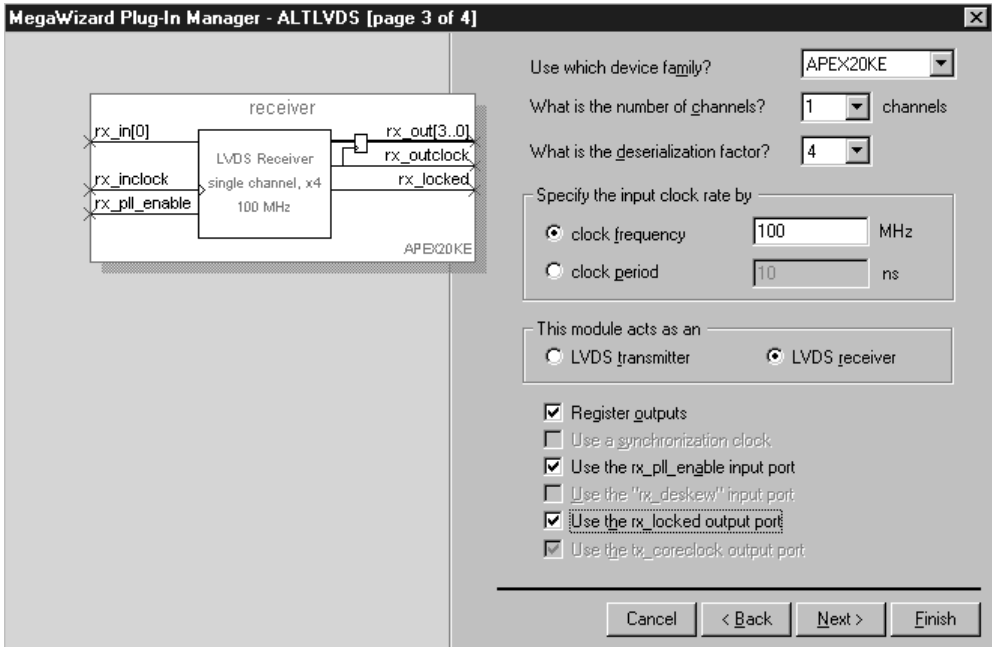 MegaWizard Plug-In Manager - ALTLVDS [page 3 of 4]
receiver
rx_in[0]
rx_inclock
rx_pll_enable
LVDS Receiver
single channel, x4
100 MHz
rx_out[3..0]
rx_outclock
rx_locked
APEX20KE
Use which device family?
APEX20KE
What is the number of channels?
1
channels
What is the deserialization factor?
4
Specify the input clock rate by
clock frequency
100
MHz
clock period
10
ns
This module acts as an
LVDS transmitter
LVDS receiver
Register outputs
Use a synchronization clock
Use the rx_pll_enable input port
Use the "rx_deskew" input port
Use the rx_locked output port
Use the tx_coreclock output port
Cancel
< Back
Next >
Finish